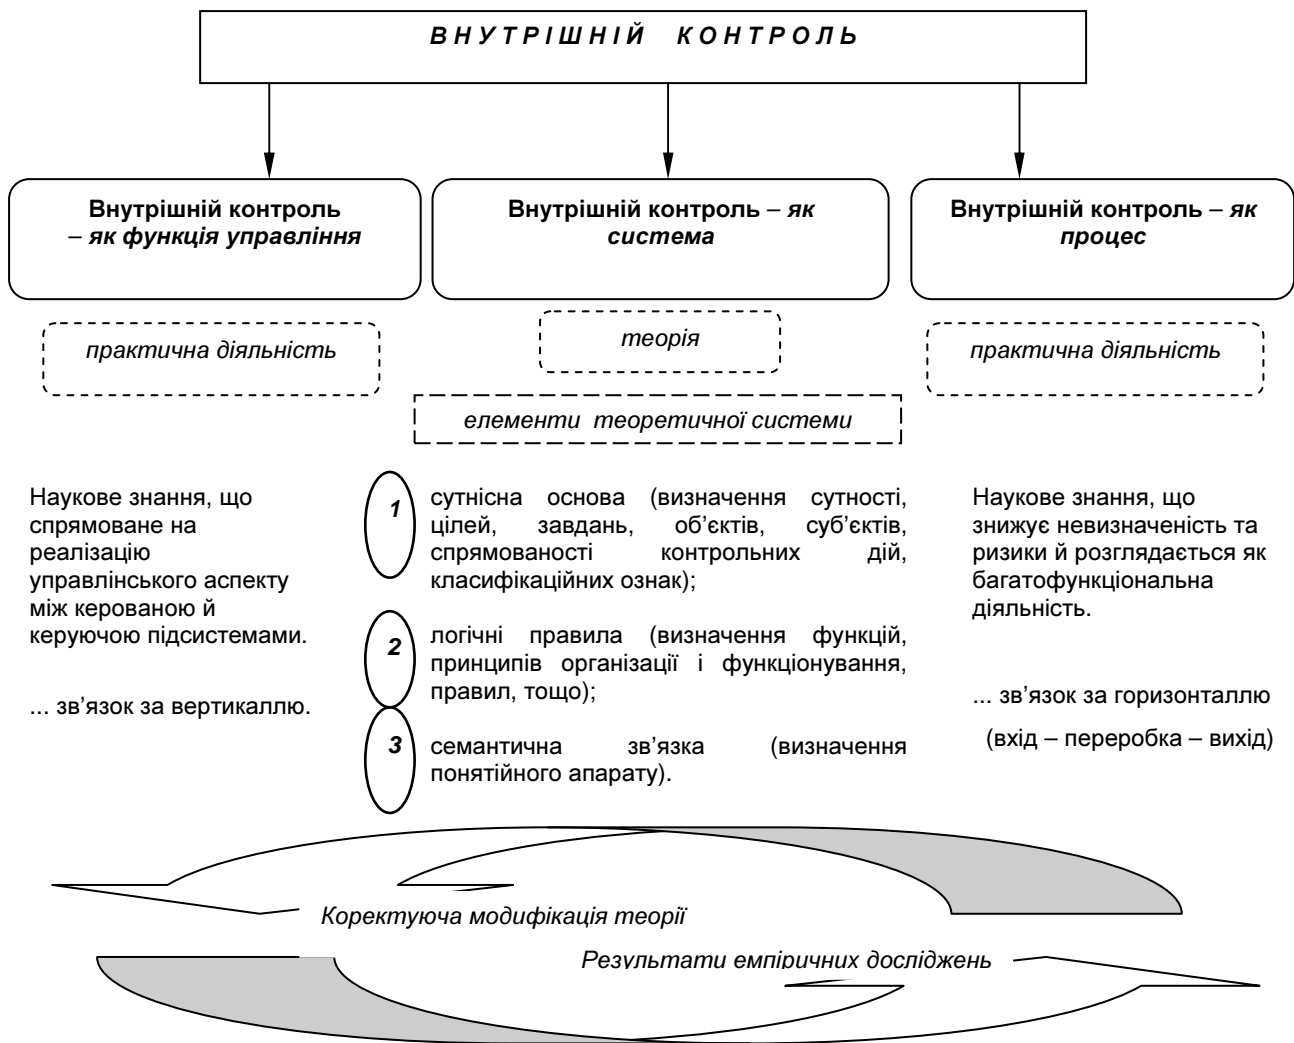 ВНУТРІШНІЙ КОНТРОЛЬ
Внутрішній контроль
– як функція управління
Внутрішній контроль – як
система
Внутрішній контроль – як
процес
практична діяльність
теорія
практична діяльність
елементи теоретичної системи
Наукове знання, що
спрямоване на
реалізацію
управлінського аспекту
між керованою й
керуючою підсистемами.
... зв’язок за вертикаллю.
1
сутнісна основа (визначення сутності,
цілей, завдань, об’єктів, суб’єктів,
спрямованості контрольних дій,
класифікаційних ознак);
2
логічні правила (визначення функцій,
принципів організації і функціонування,
правил, тощо);
3
семантична зв’язка (визначення
понятійного апарату).
Наукове знання, що
знижує невизначеність та
ризики й розглядається як
багатофункціональна
діяльність.
... зв’язок за горизонталлю
(вхід – переробка – вихід)
Коректуюча модифікація теорії
Результати емпіричних досліджень